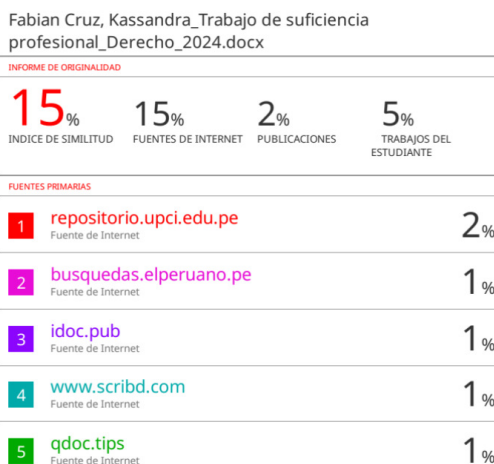 Fabian Cruz, Kassandra_Trabajo de suficiencia
profesional_Derecho_2024.docx
INFORME DE ORIGINALIDAD
15% 15% 2% 5%
INDICE DE SIMILITUD FUENTES DE INTERNET PUBLICACIONES TRABAJOS DEL
ESTUDIANTE
FUENTES PRIMARIAS
1 repositorio.upci.edu.pe 2%
Fuente de Internet
2 busquedas.elperuano.pe 1%
Fuente de Internet
3 idoc.pub 1%
Fuente de Internet
4 www.scribd.com 1%
Fuente de Internet
5 qdoc.tips 1%
Fuente de Internet